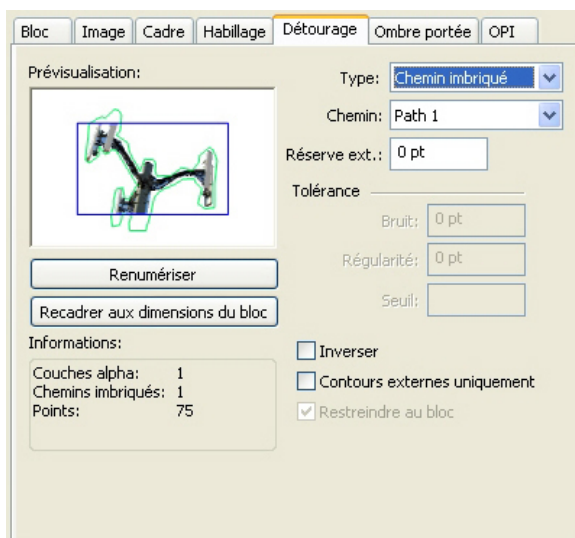 Bloc Image Cadre Habillage Détourage Ombre portée OPI
Prévisualisation:
Type: Chemin imbriqué
Chemin: Path 1
Réserve ext.: 0 pt
Tolérance
Bruit: 0 pt
Régularité: 0 pt
Seuil:
Renumériser
Recadrer aux dimensions du bloc
Informations:
Couches alpha: 1
Chemins imbriqués: 1
Points: 75
Inverser
Contours externes uniquement
Restreindre au bloc